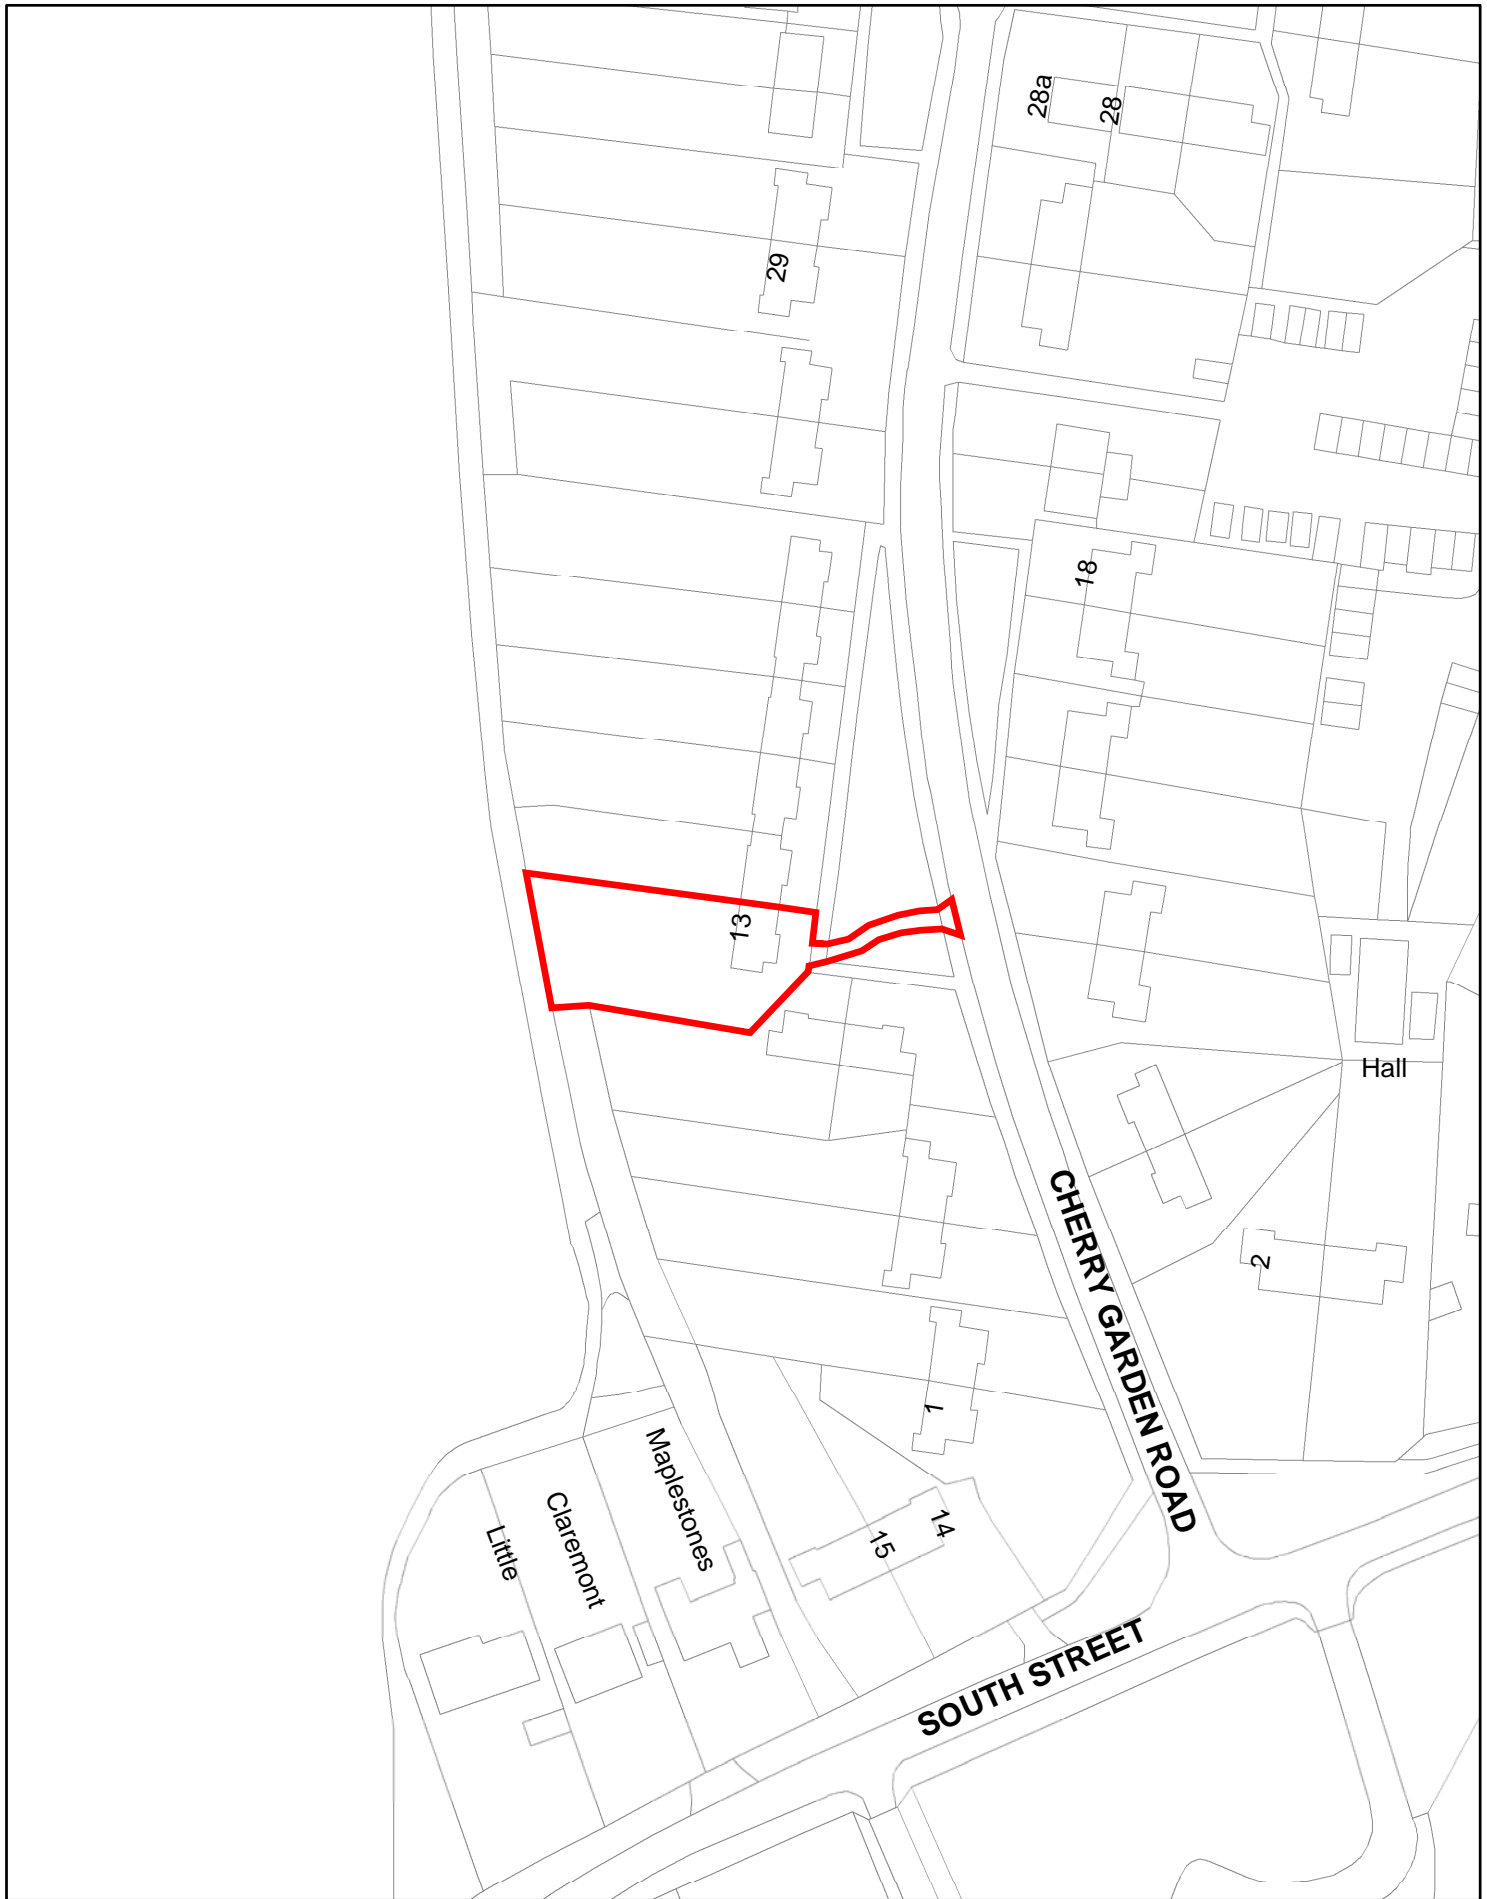 28a
28
29
18
13
Hall
CHERRY GARDEN ROAD
2
1
Maplestones
Claremont
Little
14
15
SOUTH STREET